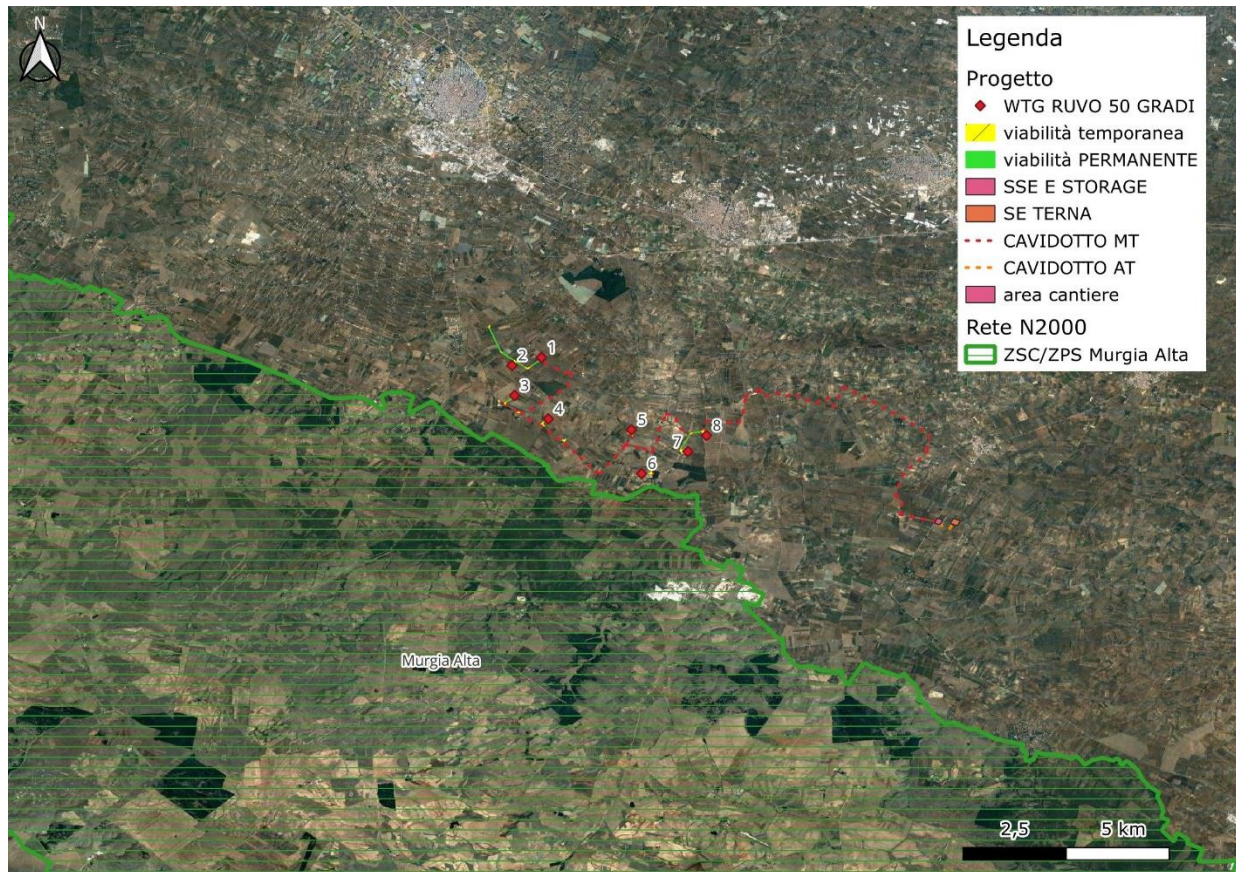 N
Legenda
Progetto
WTG RUVO 50 GRADI
viabilità temporanea
viabilità PERMANENTE
SSE E STORAGE
SE TERNA
CAVIDOTTO MT
CAVIDOTTO AT
area cantiere
Rete N2000
ZSC/ZPS Murgia Alta
1
2
3
4
5
8
7
6
Murgia Alta
2,5 5 km